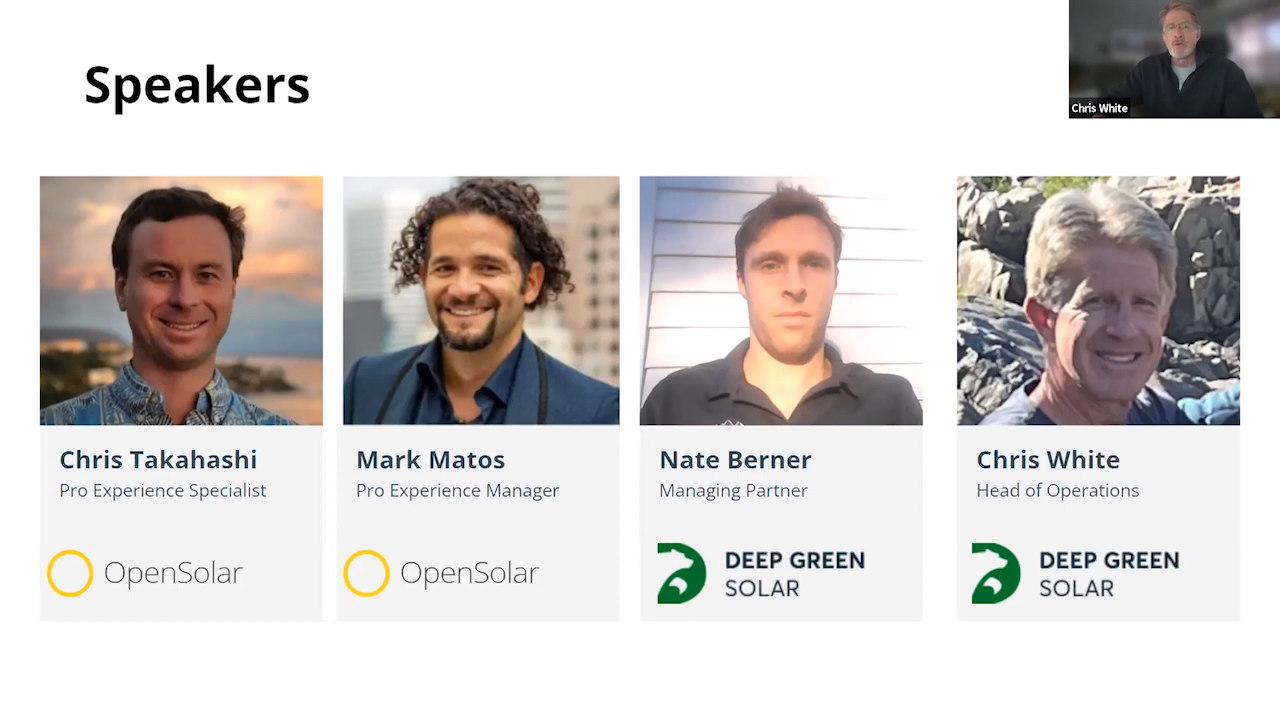 Speakers
Chris White
Chris Takahashi
Pro Experience Specialist
OpenSolar
Mark Matos
Pro Experience Manager
OpenSolar
Nate Berner
Managing Partner
DEEP GREEN
SOLAR
Chris White
Head of Operations
DEEP GREEN
SOLAR